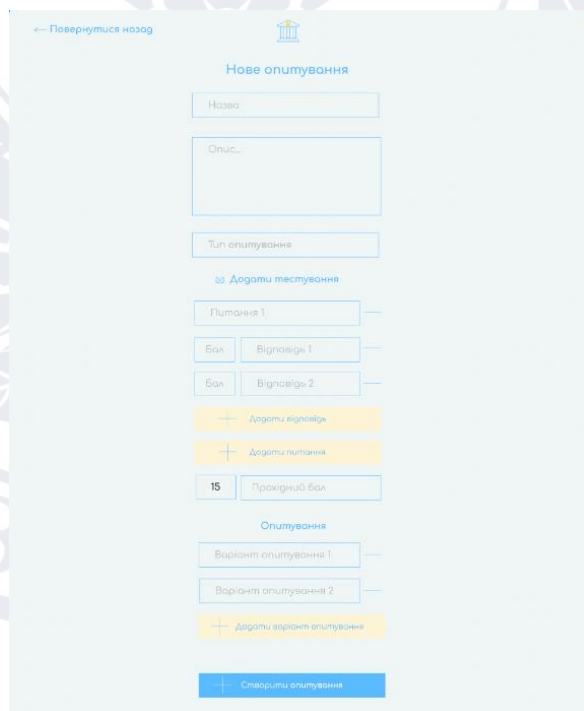 ← Повернутися назад
Нове опитування
Назва
Опис...
Тип опитування
Додати тестування
Питання 1
Бал Відповідь 1
Бал Відповідь 2
Додати відповідь
Додати питання
15 Прохідний бал
Опитування
Варіант опитування 1
Варіант опитування 2
Додати варіант опитування
Створити опитування